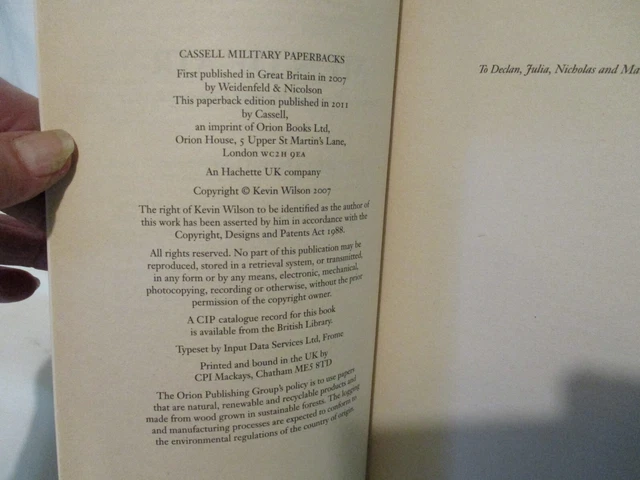 CASSELL MILITARY PAPERBACKS
First published in Great Britain in 2007
by Weidenfeld & Nicolson
This paperback edition published in 2011
by Cassell,
an imprint of Orion Books Ltd,
Orion House, 5 Upper St Martin's Lane,
London WC2H 9EA
An Hachette UK company
Copyright © Kevin Wilson 2007
The right of Kevin Wilson to be identified as the author of
this work has been asserted by him in accordance with the
Copyright, Designs and Patents Act 1988.
All rights reserved. No part of this publication may be
reproduced, stored in a retrieval system, or transmitted,
in any form or by any means, electronic, mechanical,
photocopying, recording or otherwise, without the prior
permission of the copyright owner.
A CIP catalogue record for this book
is available from the British Library.
Typeset by Input Data Services Ltd, Frome
Printed and bound in the UK by
CPI Mackays, Chatham ME5 8TD
The Orion Publishing Group's policy is to use papers
that are natural, renewable and recyclable products and
made from wood grown in sustainable forests. The logging
and manufacturing processes are expected to conform to
the environmental regulations of the country of origin.
To Declan, Julia, Nicholas and Ma